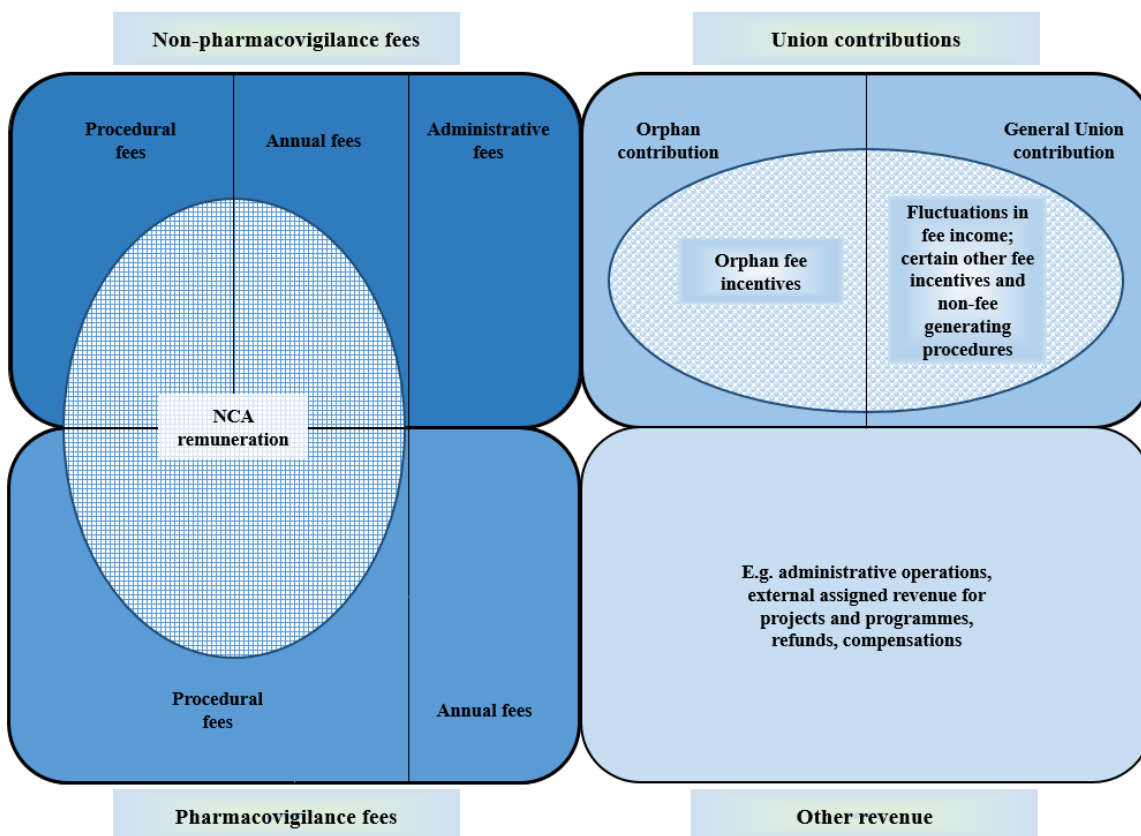 Non-pharmacovigilance fees
Union contributions
Procedural
fees
Annual fees
Administrative
fees
Orphan
contribution
General Union
contribution
Orphan fee
incentives
Fluctuations in
fee income;
certain other fee
incentives and
non-fee
generating
procedures
NCA
remuneration
E.g. administrative operations,
external assigned revenue for
projects and programmes,
refunds, compensations
Procedural
fees
Annual fees
Pharmacovigilance fees
Other revenue